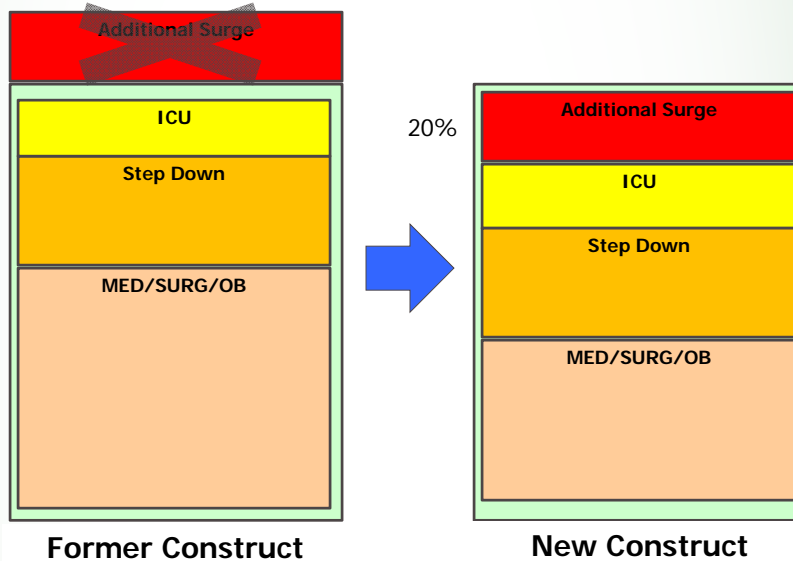 Additional Surge
ICU
Step Down
MED/SURG/OB
Former Construct
20%
Additional Surge
ICU
Step Down
MED/SURG/OB
New Construct